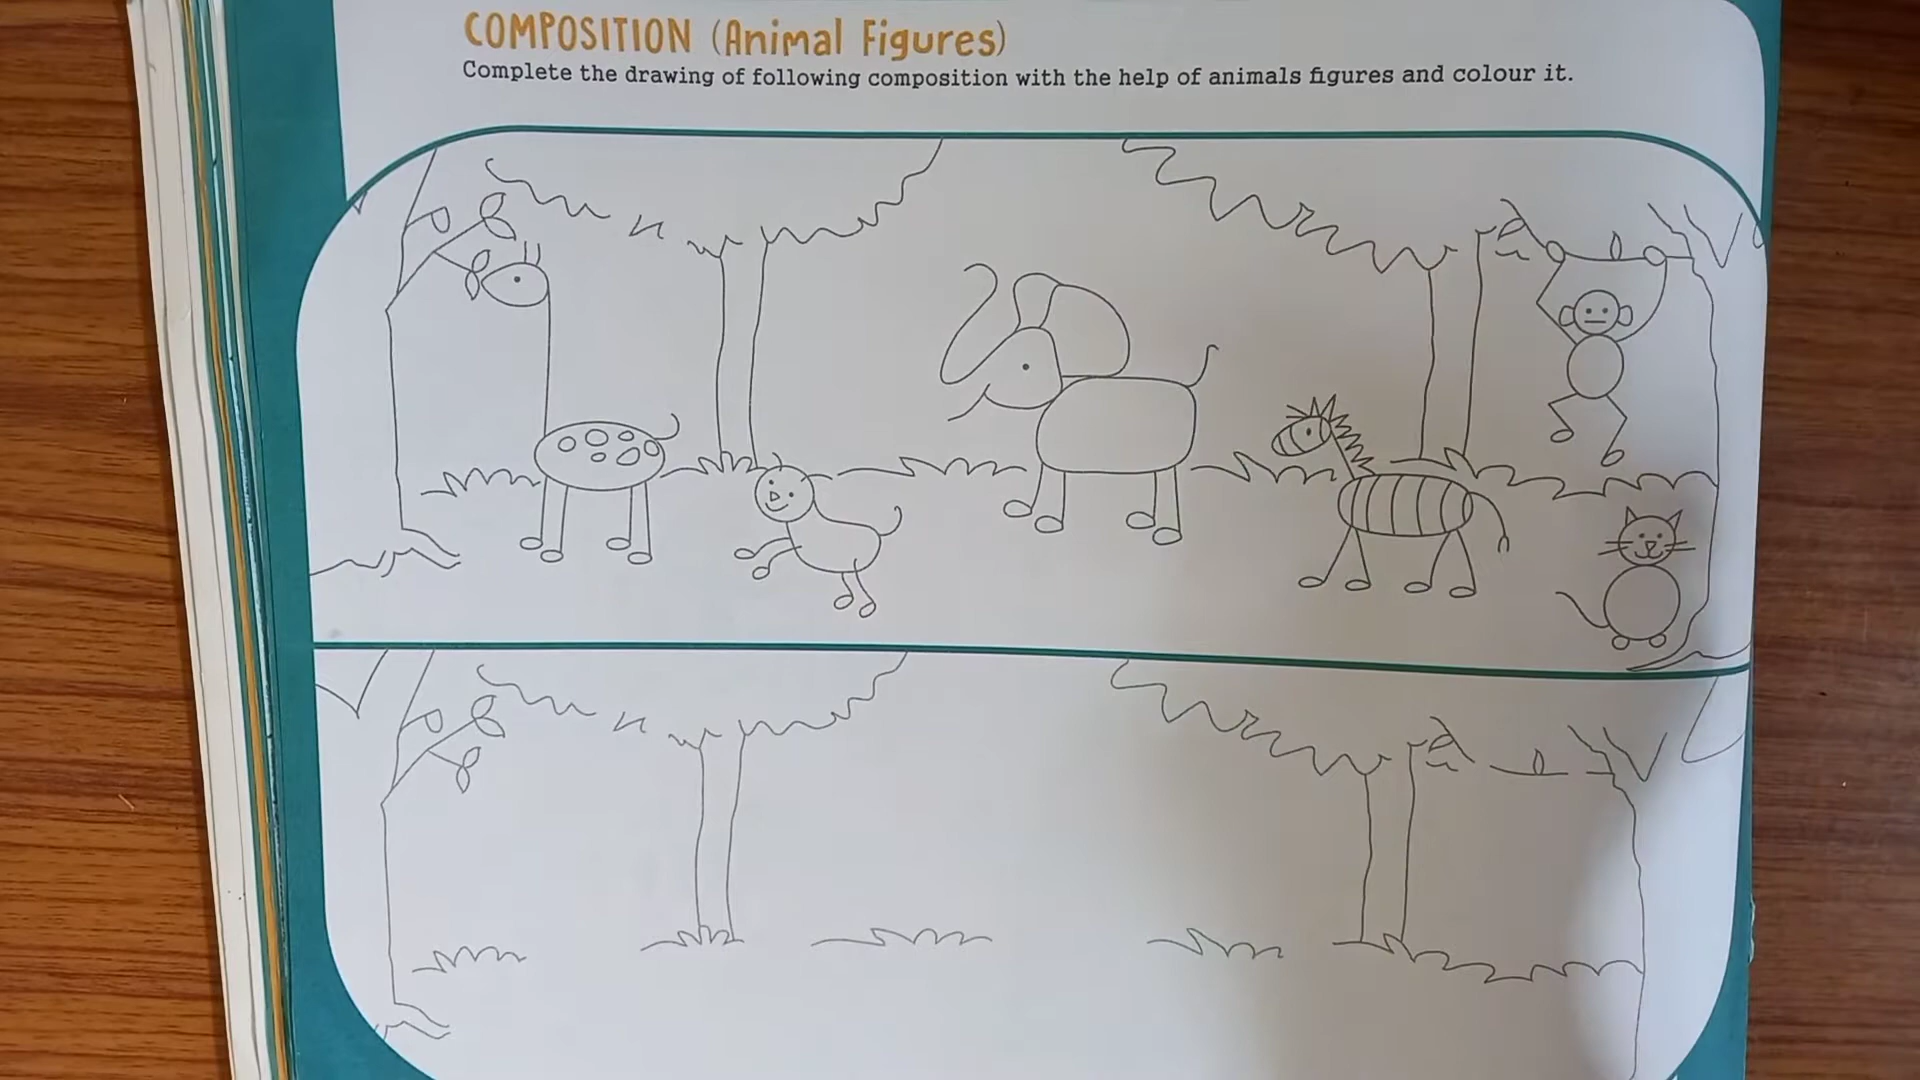 COMPOSITION (Animal Figures)
Complete the drawing of following composition with the help of animals figures and colour it.